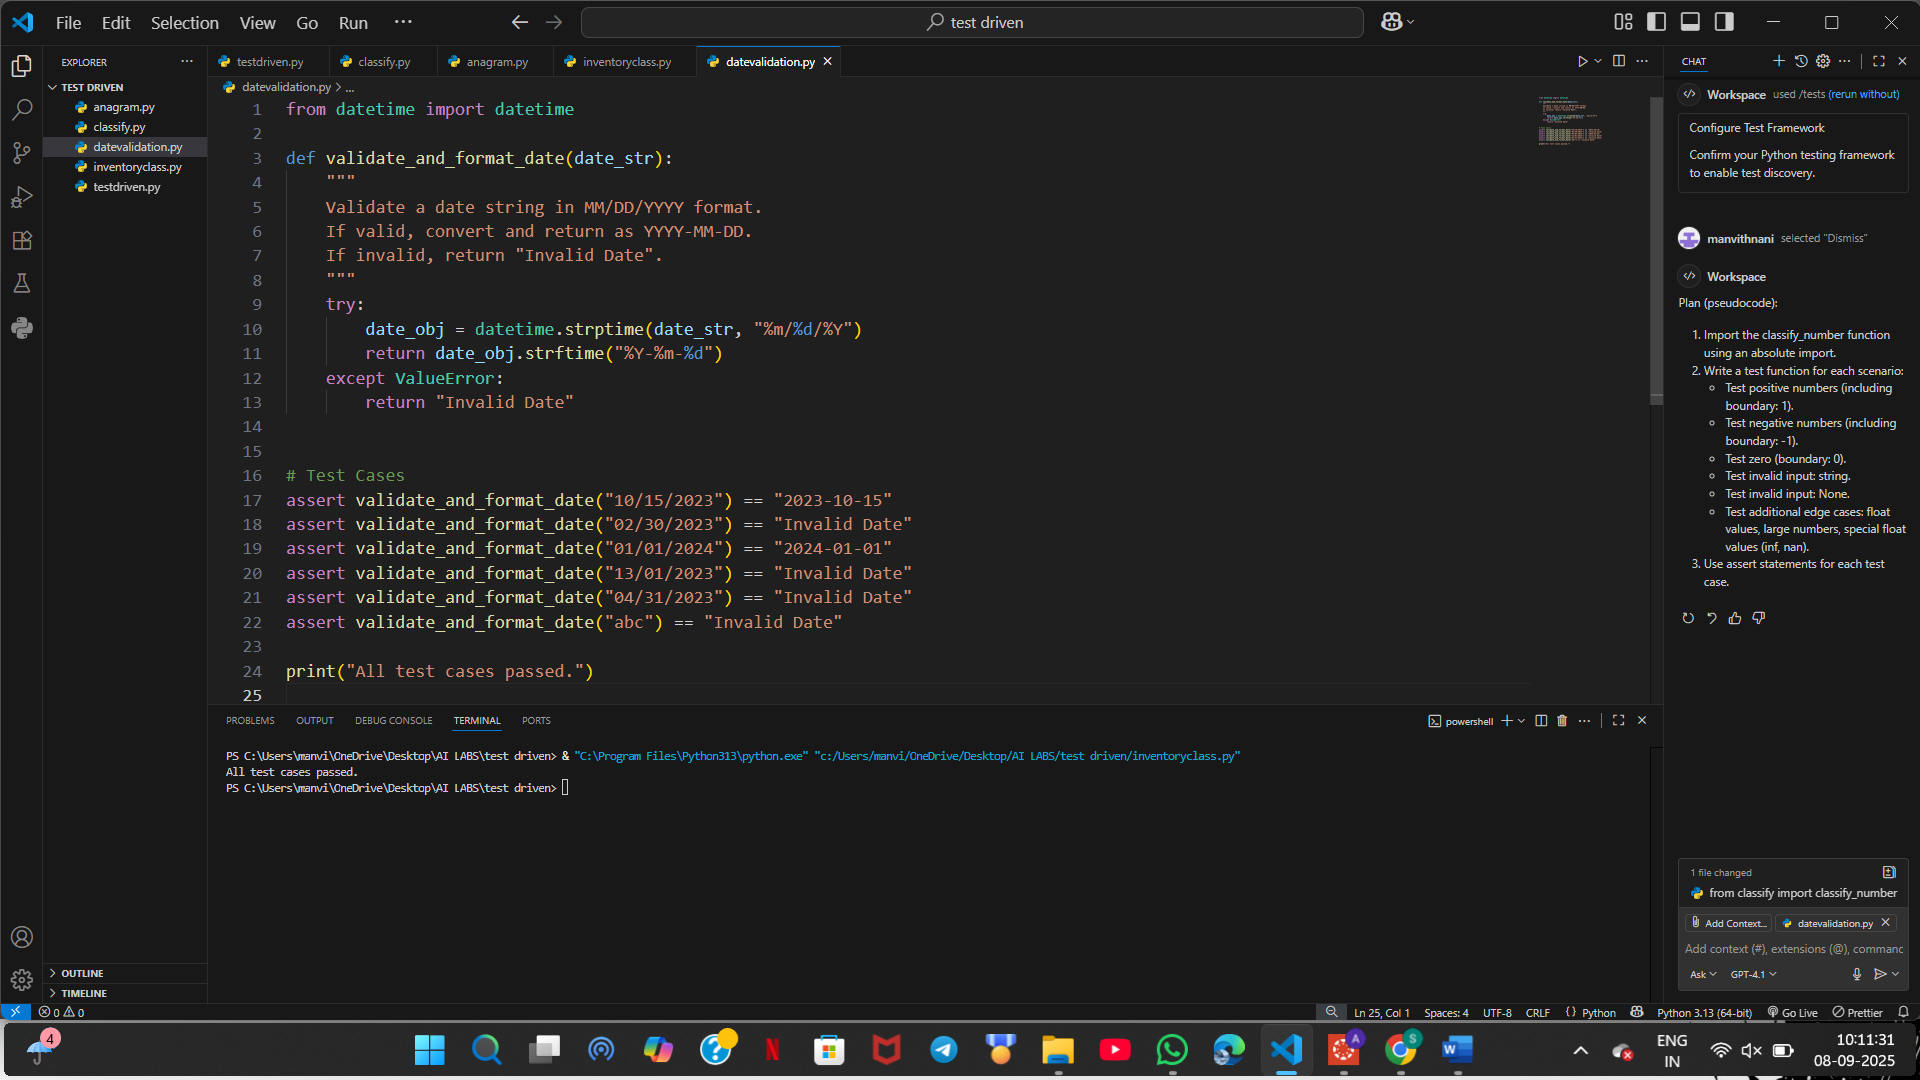 File Edit Selection View Go Run ···
test driven
EXPLORER ···
TEST DRIVEN
anagram.py
classify.py
datevalidation.py
inventoryclass.py
testdriven.py
OUTLINE
TIMELINE
testdriven.py classify.py anagram.py inventoryclass.py datevalidation.py
datevalidation.py > ...
1 from datetime import datetime
2
3 def validate_and_format_date(date_str):
4 """
5 Validate a date string in MM/DD/YYYY format.
6 If valid, convert and return as YYYY-MM-DD.
7 If invalid, return "Invalid Date".
8 """
9 try:
10 date_obj = datetime.strptime(date_str, "%m/%d/%Y")
11 return date_obj.strftime("%Y-%m-%d")
12 except ValueError:
13 return "Invalid Date"
14
15
16 # Test Cases
17 assert validate_and_format_date("10/15/2023") == "2023-10-15"
18 assert validate_and_format_date("02/30/2023") == "Invalid Date"
19 assert validate_and_format_date("01/01/2024") == "2024-01-01"
20 assert validate_and_format_date("13/01/2023") == "Invalid Date"
21 assert validate_and_format_date("04/31/2023") == "Invalid Date"
22 assert validate_and_format_date("abc") == "Invalid Date"
23
24 print("All test cases passed.")
25
PROBLEMS OUTPUT DEBUG CONSOLE TERMINAL PORTS
powershell
PS C:\Users\manvi\OneDrive\Desktop\AI LABS\test driven> & "C:\Program Files\Python313\python.exe" "c:/Users/manvi/OneDrive/Desktop/AI LABS/test driven/inventoryclass.py"
All test cases passed.
PS C:\Users\manvi\OneDrive\Desktop\AI LABS\test driven>
CHAT
Workspace used /tests (rerun without)
Configure Test Framework
Confirm your Python testing framework
to enable test discovery.
manvithnani selected "Dismiss"
Workspace
Plan (pseudocode):
1. Import the classify_number function
using an absolute import.
2. Write a test function for each scenario:
Test positive numbers (including
boundary: 1).
Test negative numbers (including
boundary: -1).
Test zero (boundary: 0).
Test invalid input: string.
Test invalid input: None.
Test additional edge cases: float
values, large numbers, special float
values (inf, nan).
3. Use assert statements for each test
case.
1 file changed
from classify import classify_number
Add Context... datevalidation.py
Add context (#), extensions (@), commanc
Ask GPT-4.1
0 0
Ln 25, Col 1 Spaces: 4 UTF-8 CRLF {} Python Python 3.13 (64-bit) Go Live Prettier
4
A
S
ENG
IN
10:11:31
08-09-2025